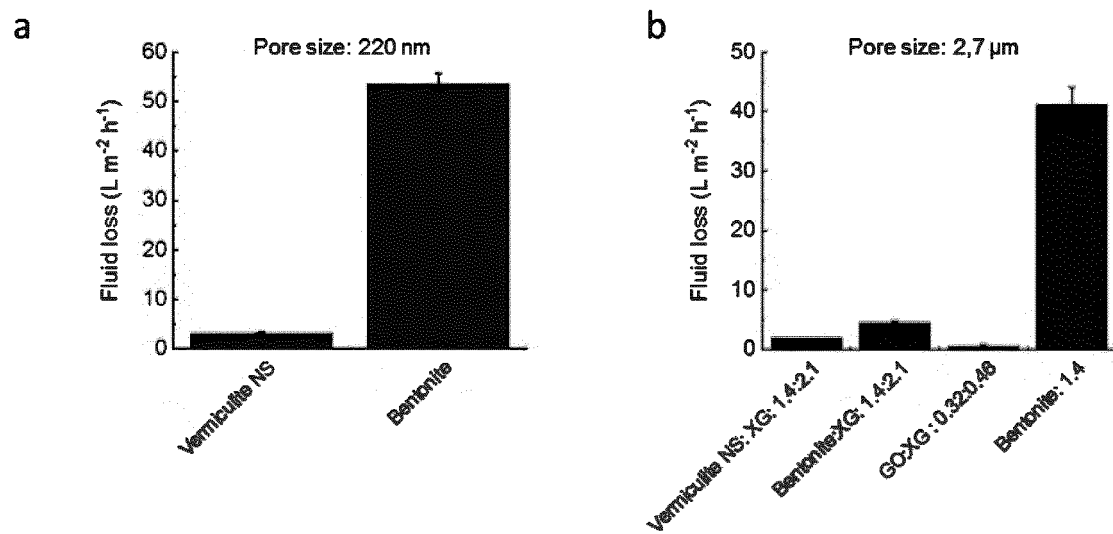 a
Pore size: 220 nm
Fluid loss (L m⁻² h⁻¹)
60
50
40
30
20
10
0
Vermiculite NS
Bentonite
b
Pore size: 2,7 µm
Fluid loss (L m⁻² h⁻¹)
50
40
30
20
10
0
Vermiculite NS: XG: 1.4:2.1
Bentonite:XG: 1.4:2.1
GO:XG : 0.32:0.48
Bentonite: 1.4